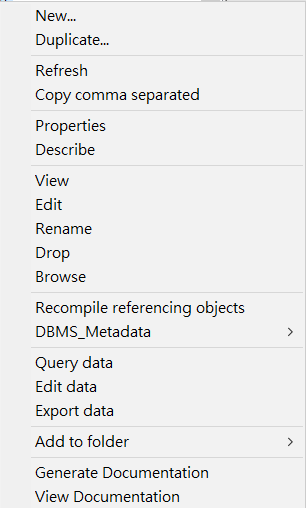 New...
Duplicate...
Refresh
Copy comma separated
Properties
Describe
View
Edit
Rename
Drop
Browse
Recompile referencing objects
DBMS_Metadata
Query data
Edit data
Export data
Add to folder
Generate Documentation
View Documentation